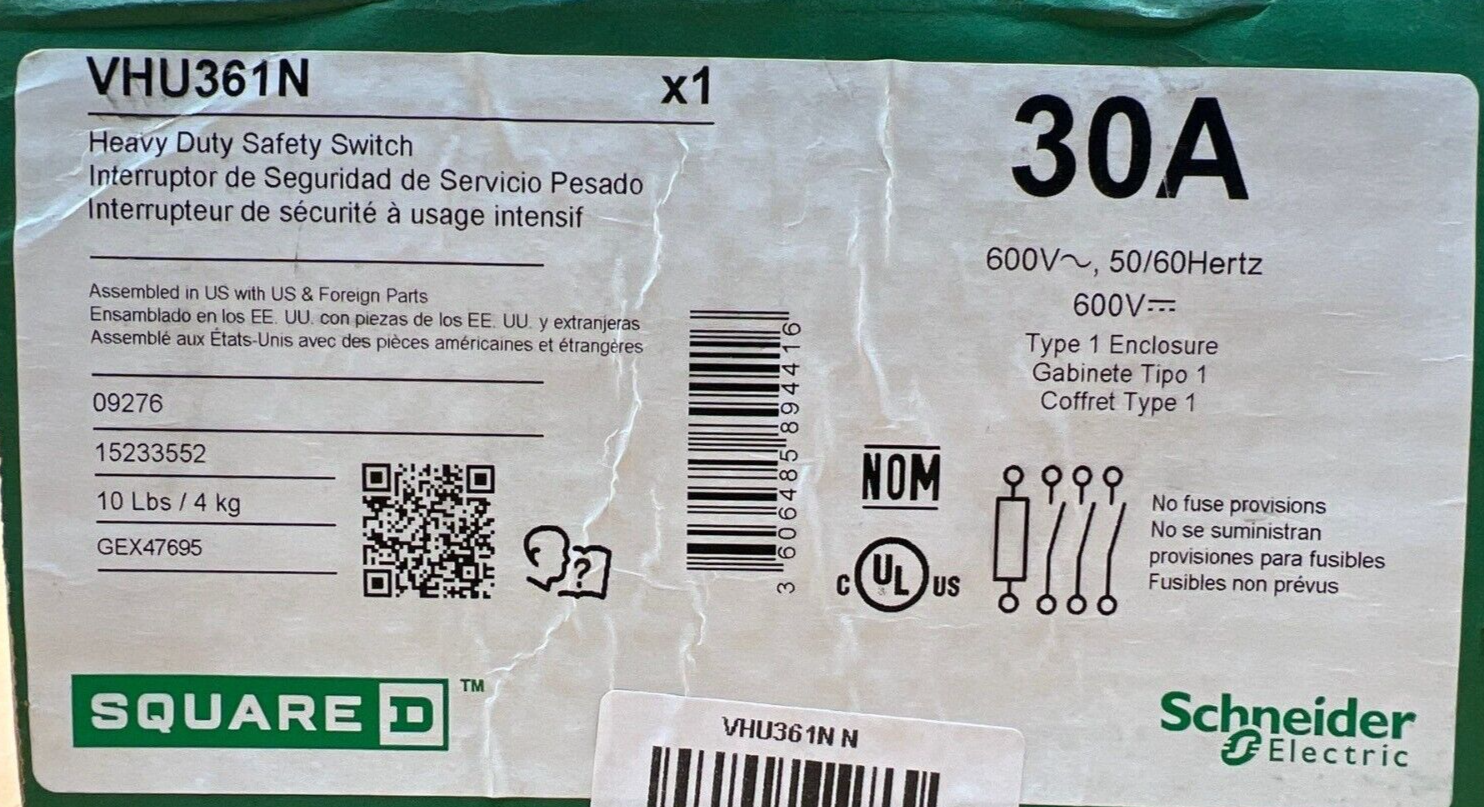 VHU361N x1
Heavy Duty Safety Switch
Interruptor de Seguridad de Servicio Pesado
Interrupteur de sécurité à usage intensif
Assembled in US with US & Foreign Parts
Ensamblado en los EE. UU. con piezas de los EE. UU. y extranjeras
Assemblé aux États-Unis avec des pièces américaines et étrangères
09276
15233552
10 Lbs / 4 kg
GEX47695
?
3 606485 894416
30A
600V～, 50/60Hertz
600V⎓
Type 1 Enclosure
Gabinete Tipo 1
Coffret Type 1
NOM
C UL US
No fuse provisions
No se suministran
provisiones para fusibles
Fusibles non prévus
SQUARE D ™
VHU361N N
Schneider
Electric